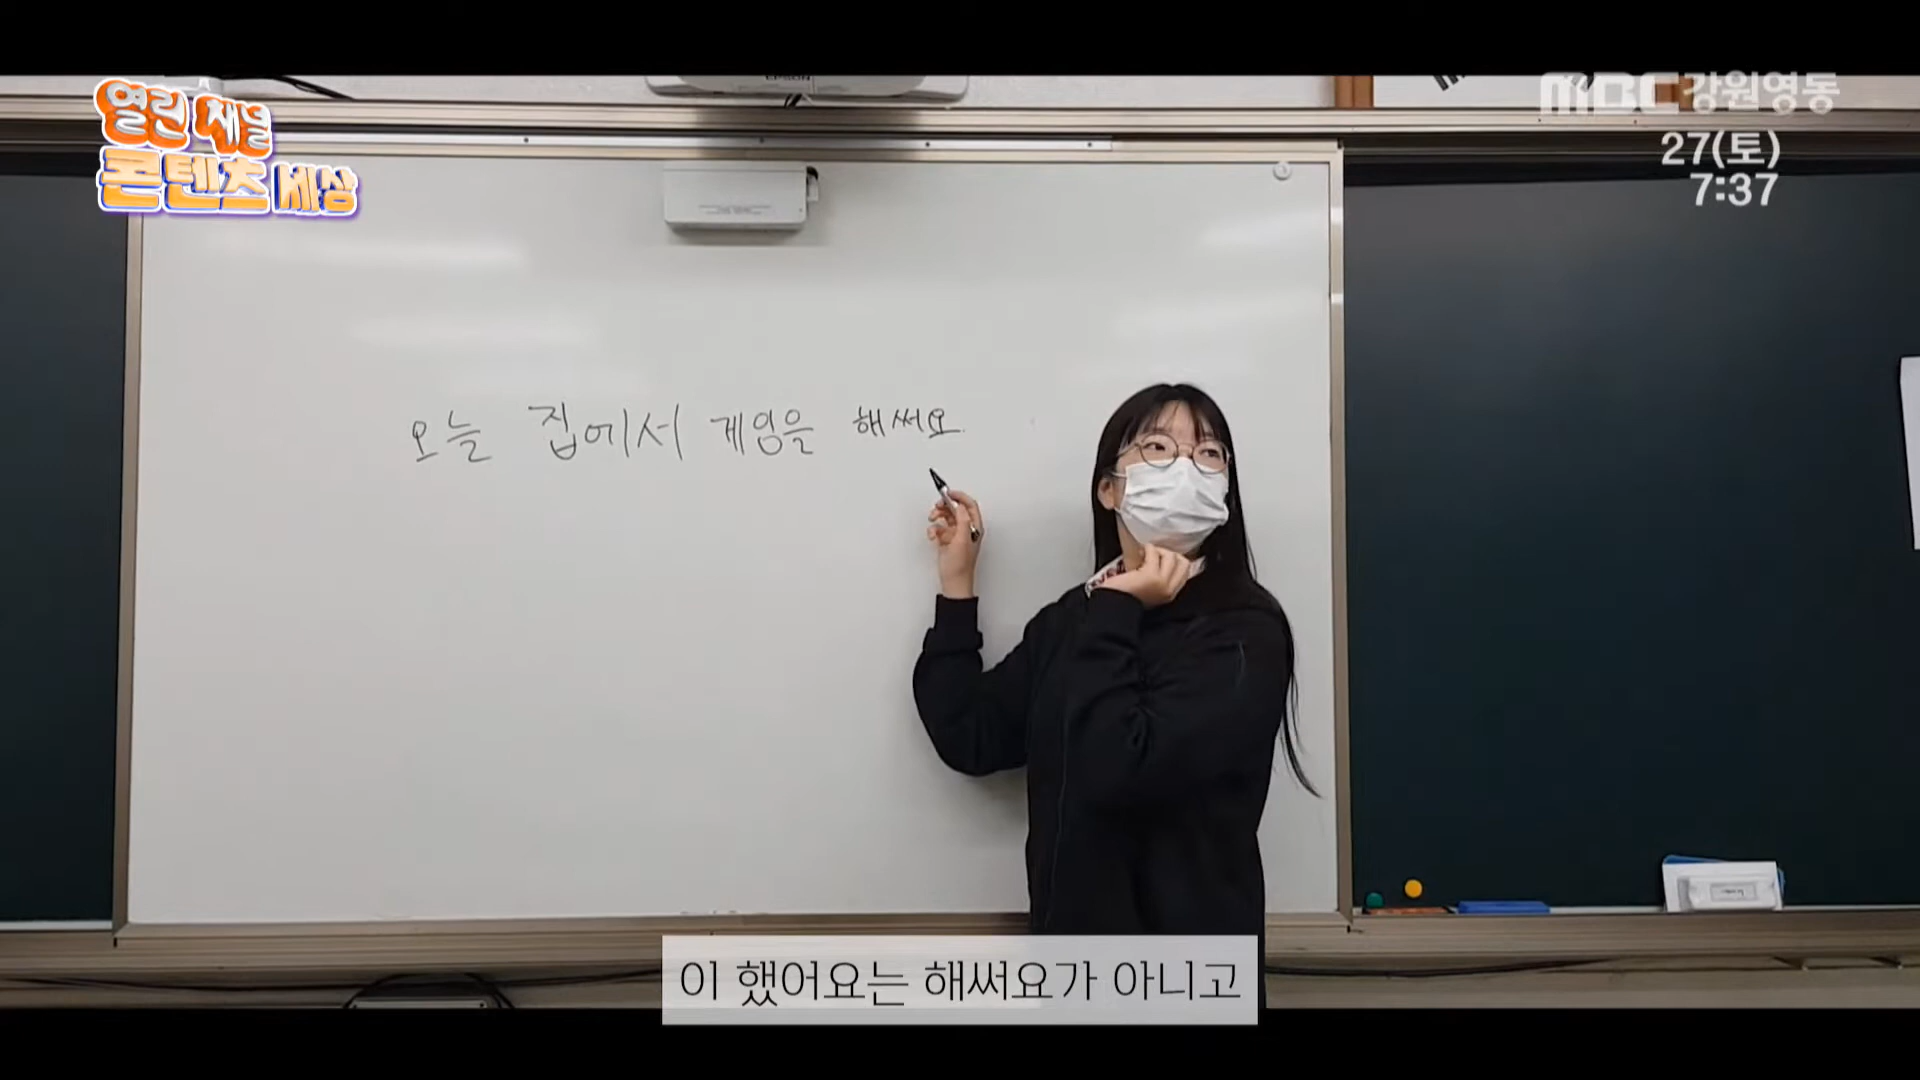 열린 채널
콘텐츠 세상
EPSON
MBC강원영동
27(토)
7:37
오늘 집에서 게임을 해써요
이 했어요는 해써요가 아니고